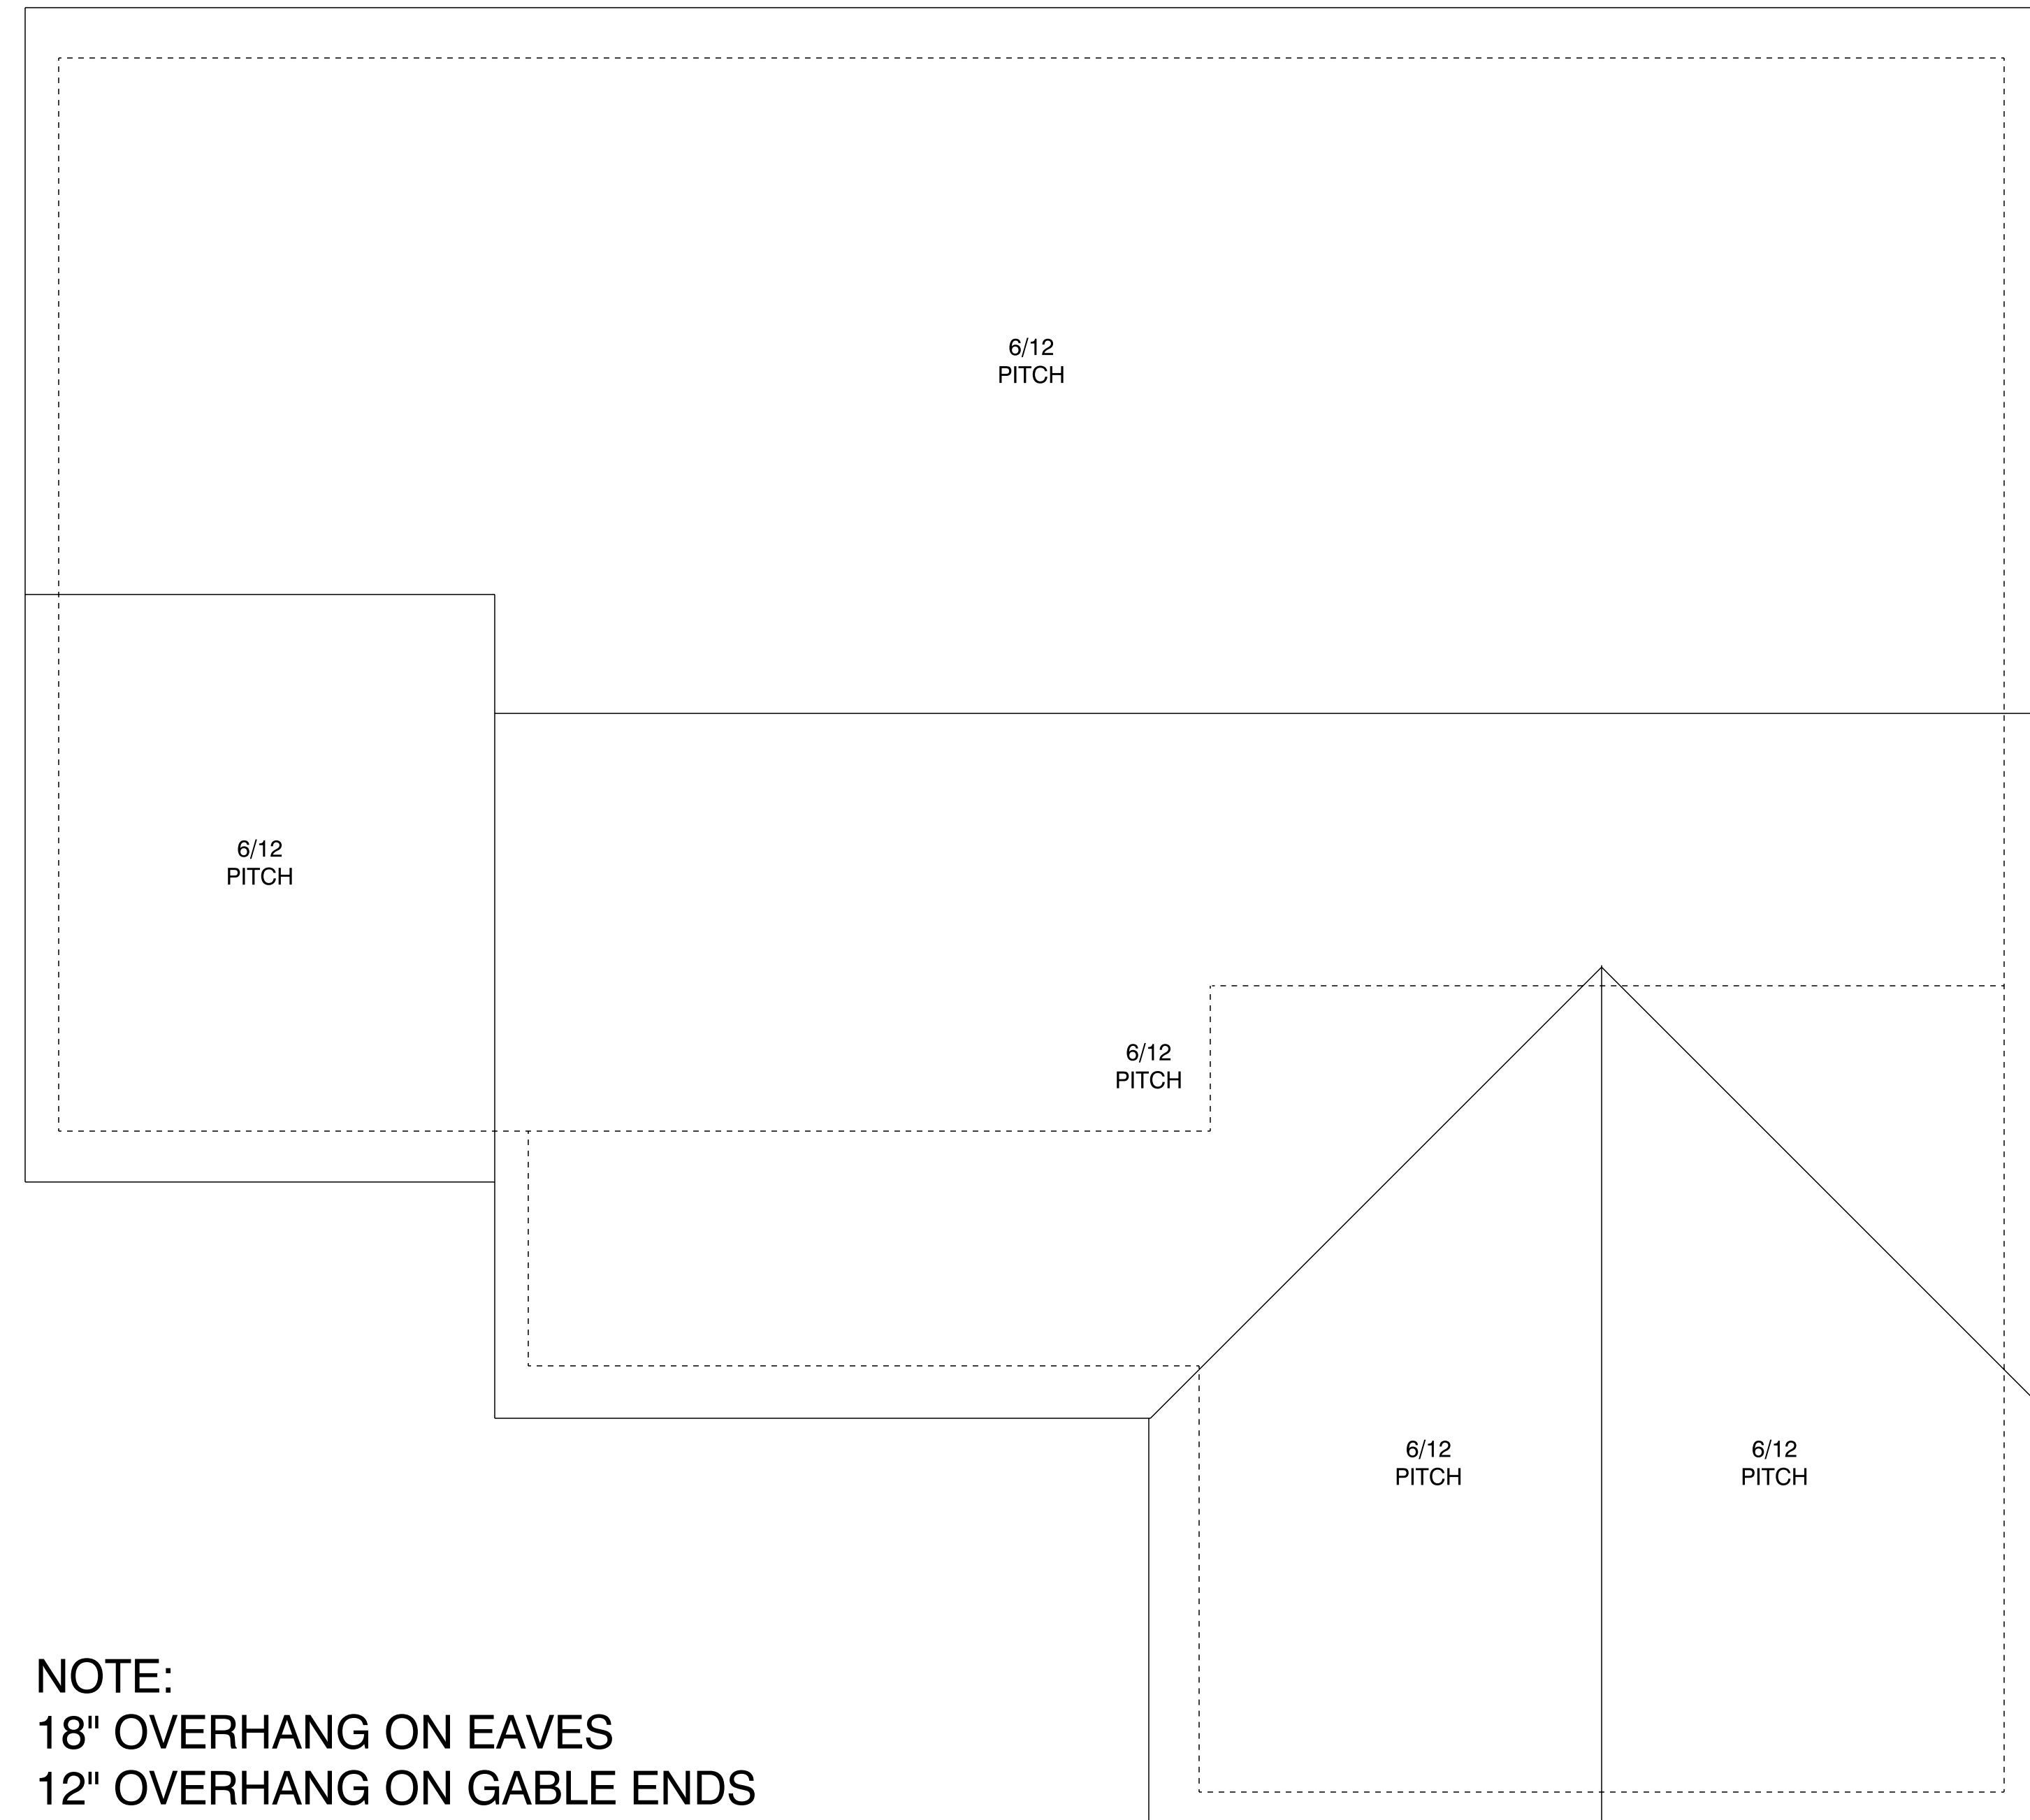 6/12
PITCH
6/12
PITCH
6/12
PITCH
6/12
PITCH
6/12
PITCH
NOTE:
18" OVERHANG ON EAVES
12" OVERHANG ON GABLE ENDS